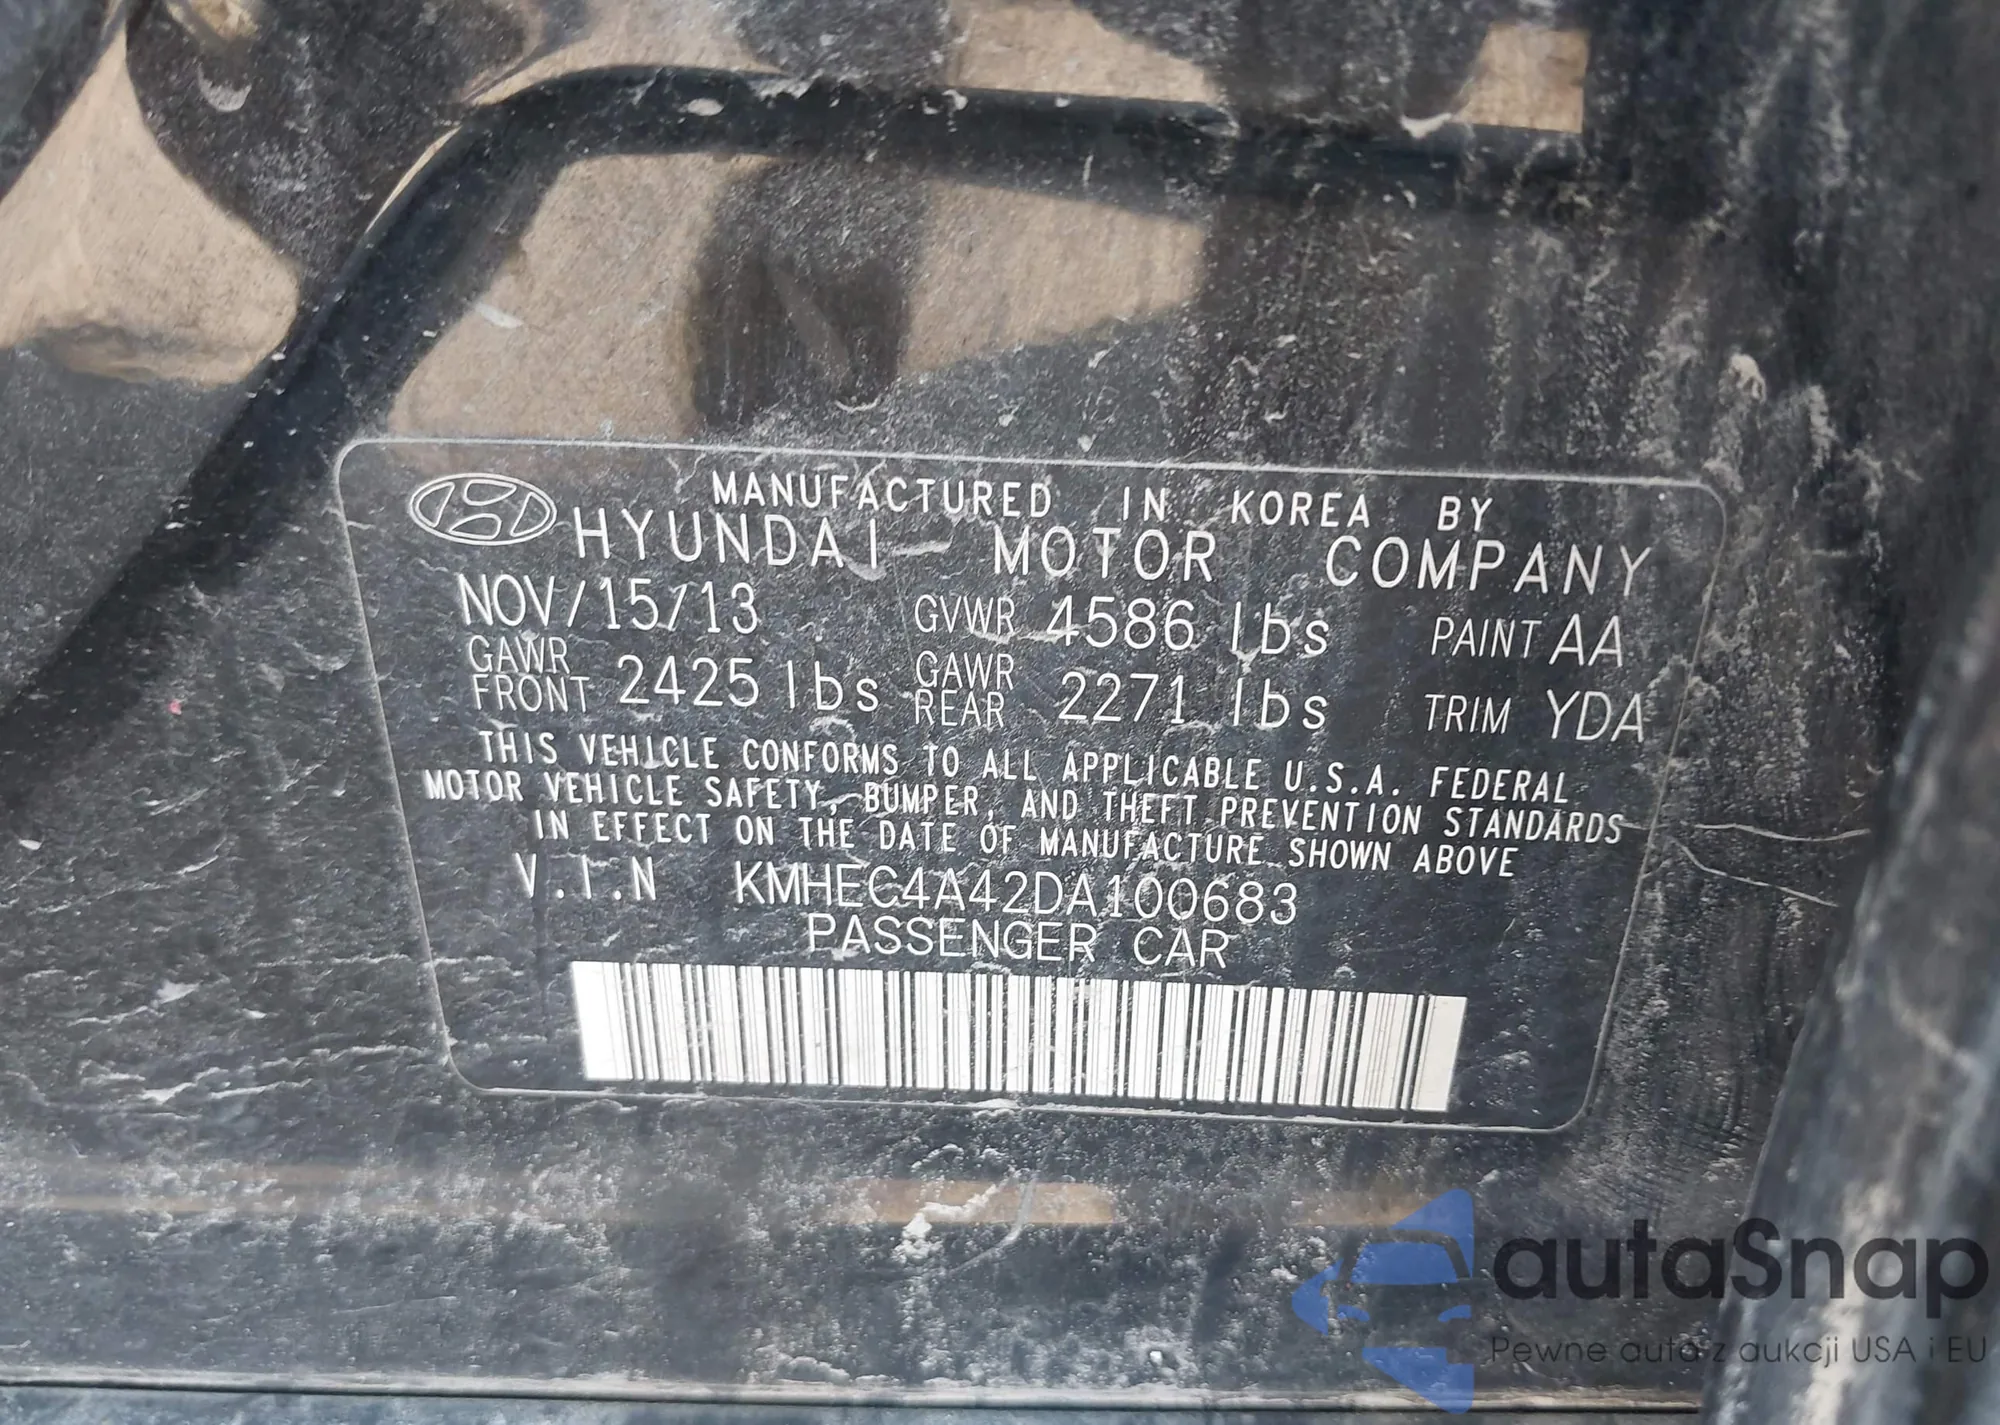 MANUFACTURED IN KOREA BY
HYUNDAI MOTOR COMPANY
NOV/15/13 GVWR 4586 lbs PAINT AA
GAWR FRONT 2425 lbs GAWR REAR 2271 lbs TRIM YDA
THIS VEHICLE CONFORMS TO ALL APPLICABLE U.S.A. FEDERAL
MOTOR VEHICLE SAFETY, BUMPER, AND THEFT PREVENTION STANDARDS
IN EFFECT ON THE DATE OF MANUFACTURE SHOWN ABOVE
V.I.N KMHEC4A42DA100683
PASSENGER CAR
autaSnap
Pewne auta z aukcji USA i EU